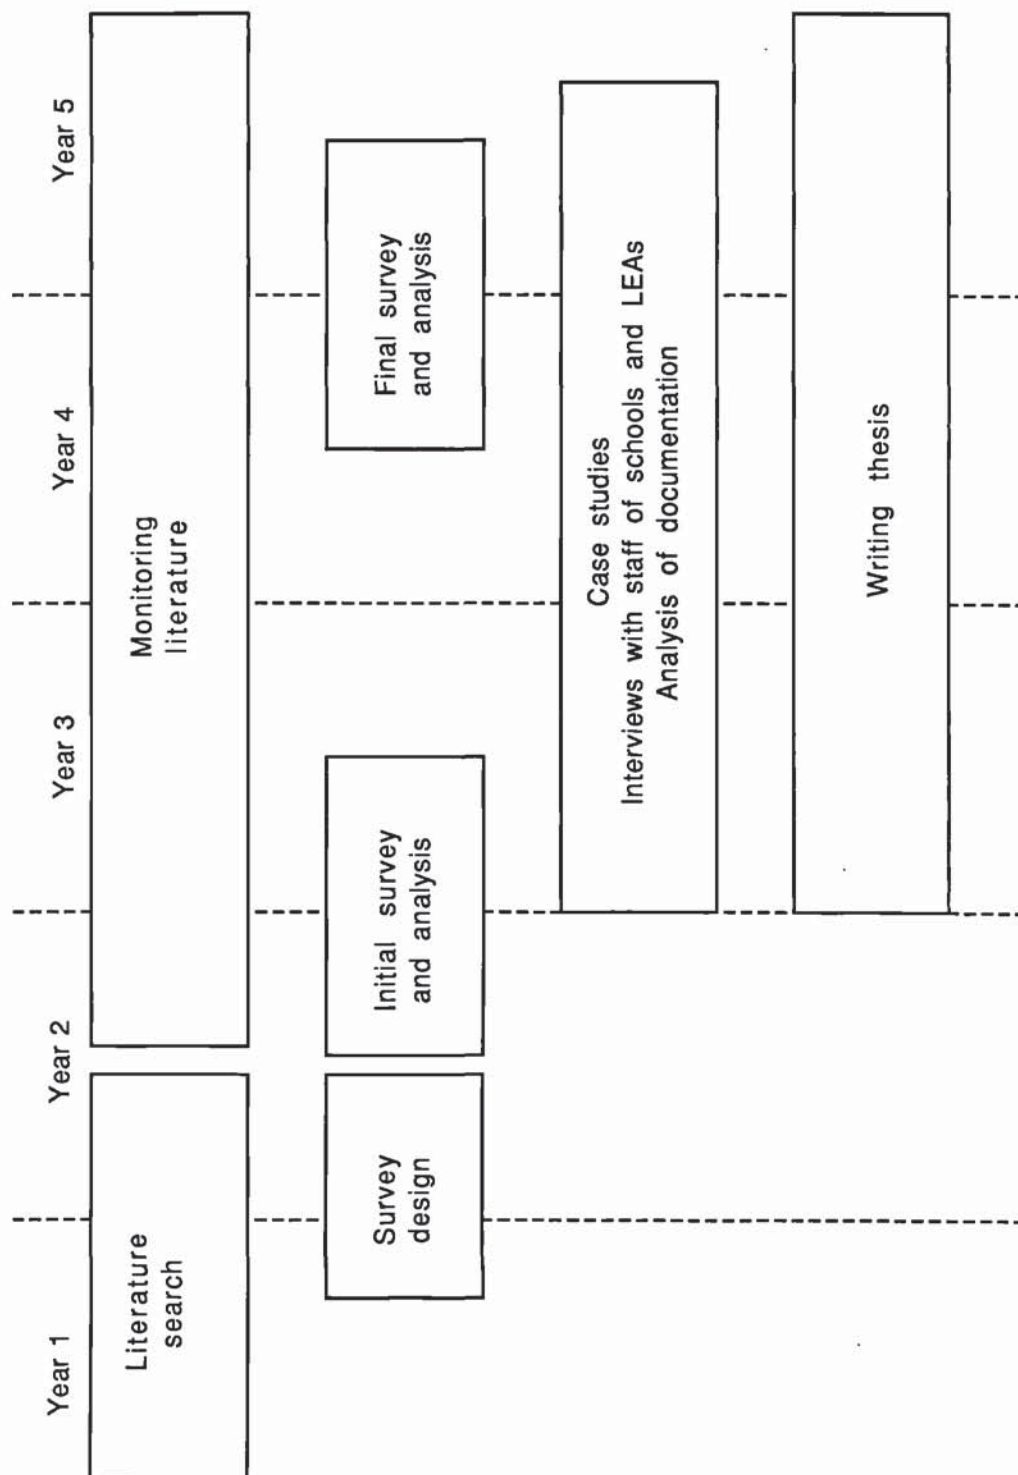 Year 1
Year 2
Year 3
Year 4
Year 5
Literature
search
Monitoring
literature
Survey
design
Initial survey
and analysis
Final survey
and analysis
Case studies
Interviews with staff of schools and LEAs
Analysis of documentation
Writing thesis